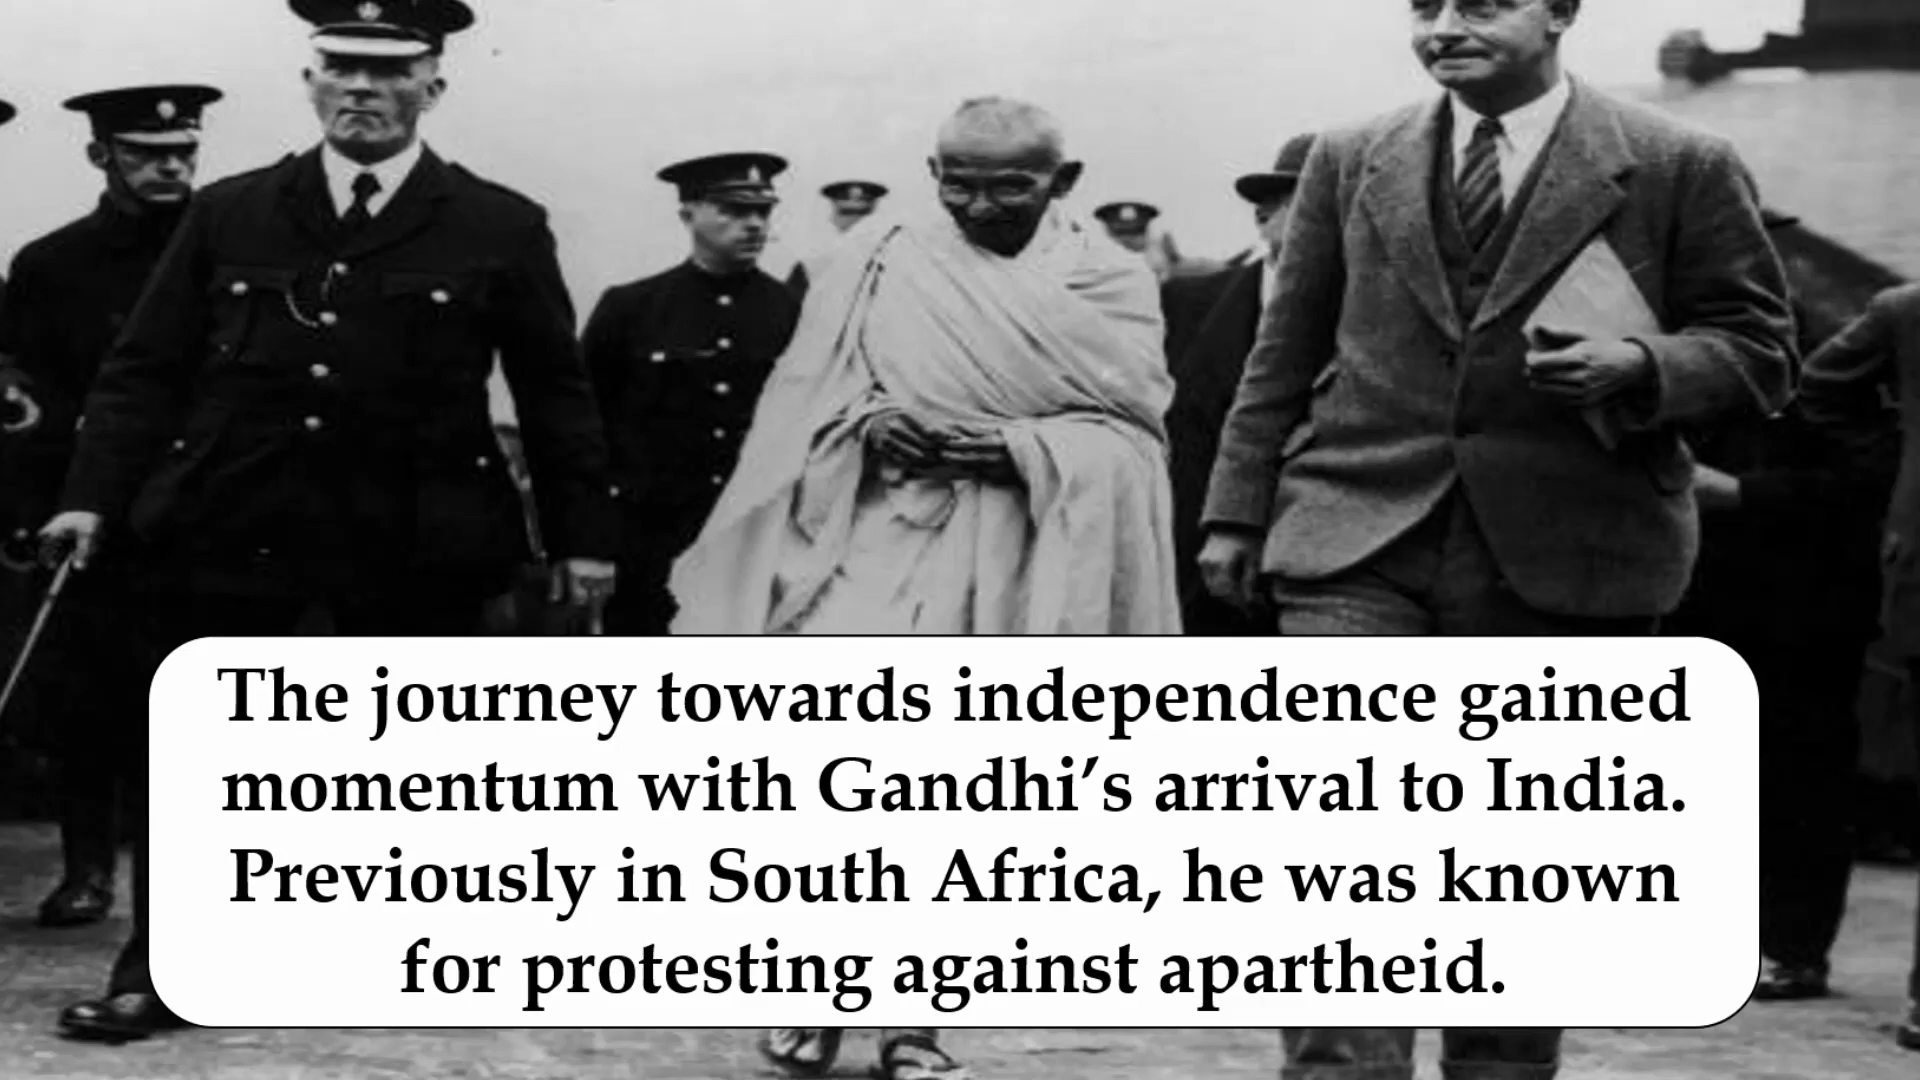 The journey towards independence gained
momentum with Gandhi’s arrival to India.
Previously in South Africa, he was known
for protesting against apartheid.